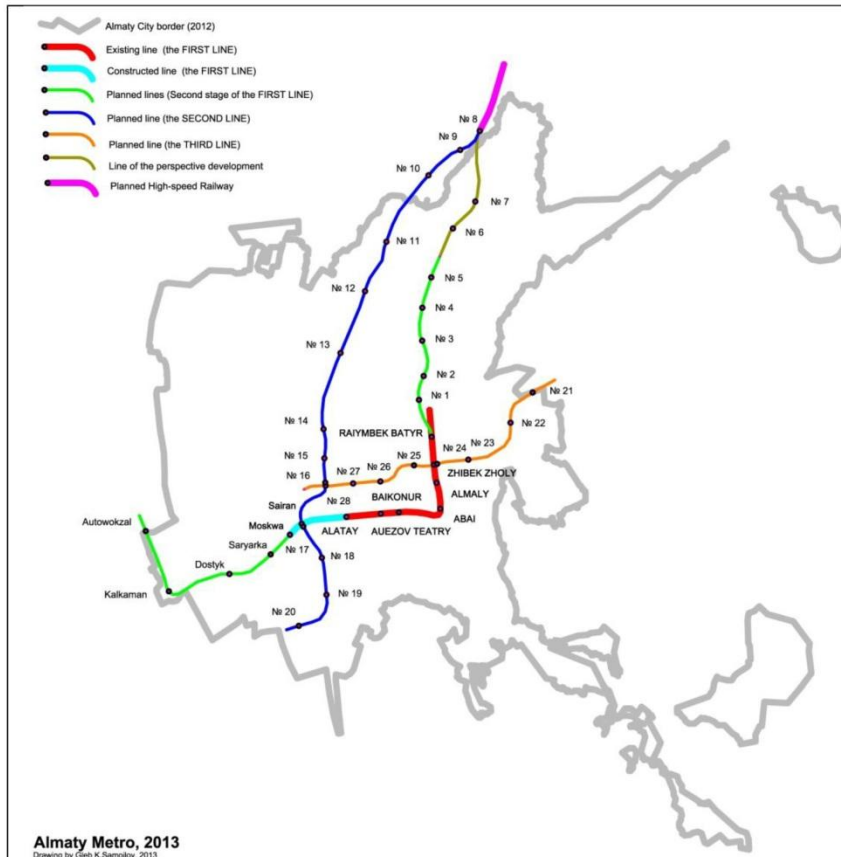 Almaty City border (2012)
Existing line (the FIRST LINE)
Constructed line (the FIRST LINE)
Planned lines (Second stage of the FIRST LINE)
Planned line (the SECOND LINE)
Planned line (the THIRD LINE)
Line of the perspective development
Planned High-speed Railway
№ 8
№ 9
№ 10
№ 7
№ 6
№ 11
№ 5
№ 12
№ 4
№ 3
№ 13
№ 2
№ 21
№ 1
№ 22
№ 14
RAIYMBEK BATYR
№ 23
№ 24
№ 15
№ 25
№ 26
ZHIBEK ZHOLY
№ 16
№ 27
№ 28
BAIKONUR
ALMALY
Sairan
ABAI
Autowokzal
Moskwa
ALATAY
AUEZOV TEATRY
Saryarka
№ 17
№ 18
Dostyk
Kalkaman
№ 19
№ 20
Almaty Metro, 2013
Drawing by Gleb K.Samoilov, 2013